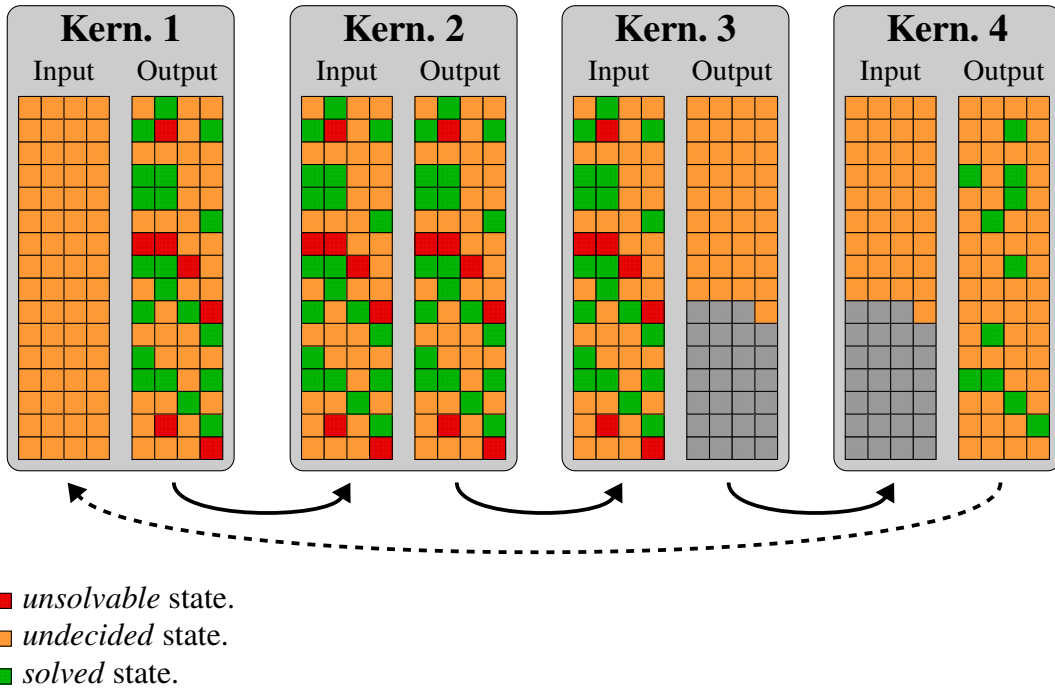 Kern. 1
Input Output
Kern. 2
Input Output
Kern. 3
Input Output
Kern. 4
Input Output
unsolvable state.
undecided state.
solved state.